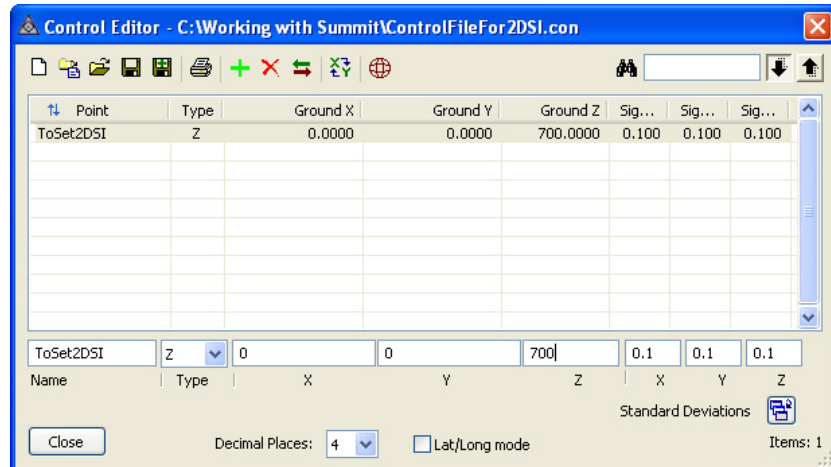 Control Editor - C:\Working with Summit\ControlFileFor2DSI.con
Point Type Ground X Ground Y Ground Z Sig... Sig... Sig...
ToSet2DSI Z 0.0000 0.0000 700.0000 0.100 0.100 0.100
ToSet2DSI Z 0 0 700 0.1 0.1 0.1
Name Type X Y Z X Y Z
Standard Deviations
Close Decimal Places: 4 Lat/Long mode Items: 1